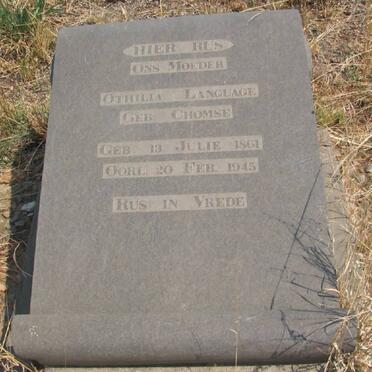 HIER RUS
ONS MOEDER
OTHILIA LANGUAGE
GEB. CHOMSE
GEB. 13 JULIE 1861
OORL. 20 FEB. 1945
RUS IN VREDE